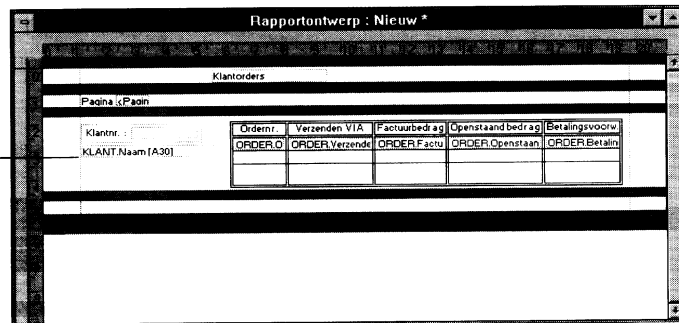 Rapportontwerp : Nieuw *
Klantorders
Pagina <Pagin
Klantnr. :
Ordernr. Verzenden VIA Factuurbedrag Openstaand bedrag Betalingsvoorw.
KLANT.Naam [A30]
ORDER.O ORDER.Verzende ORDER.Factu ORDER.Openstaan ORDER.Betalin